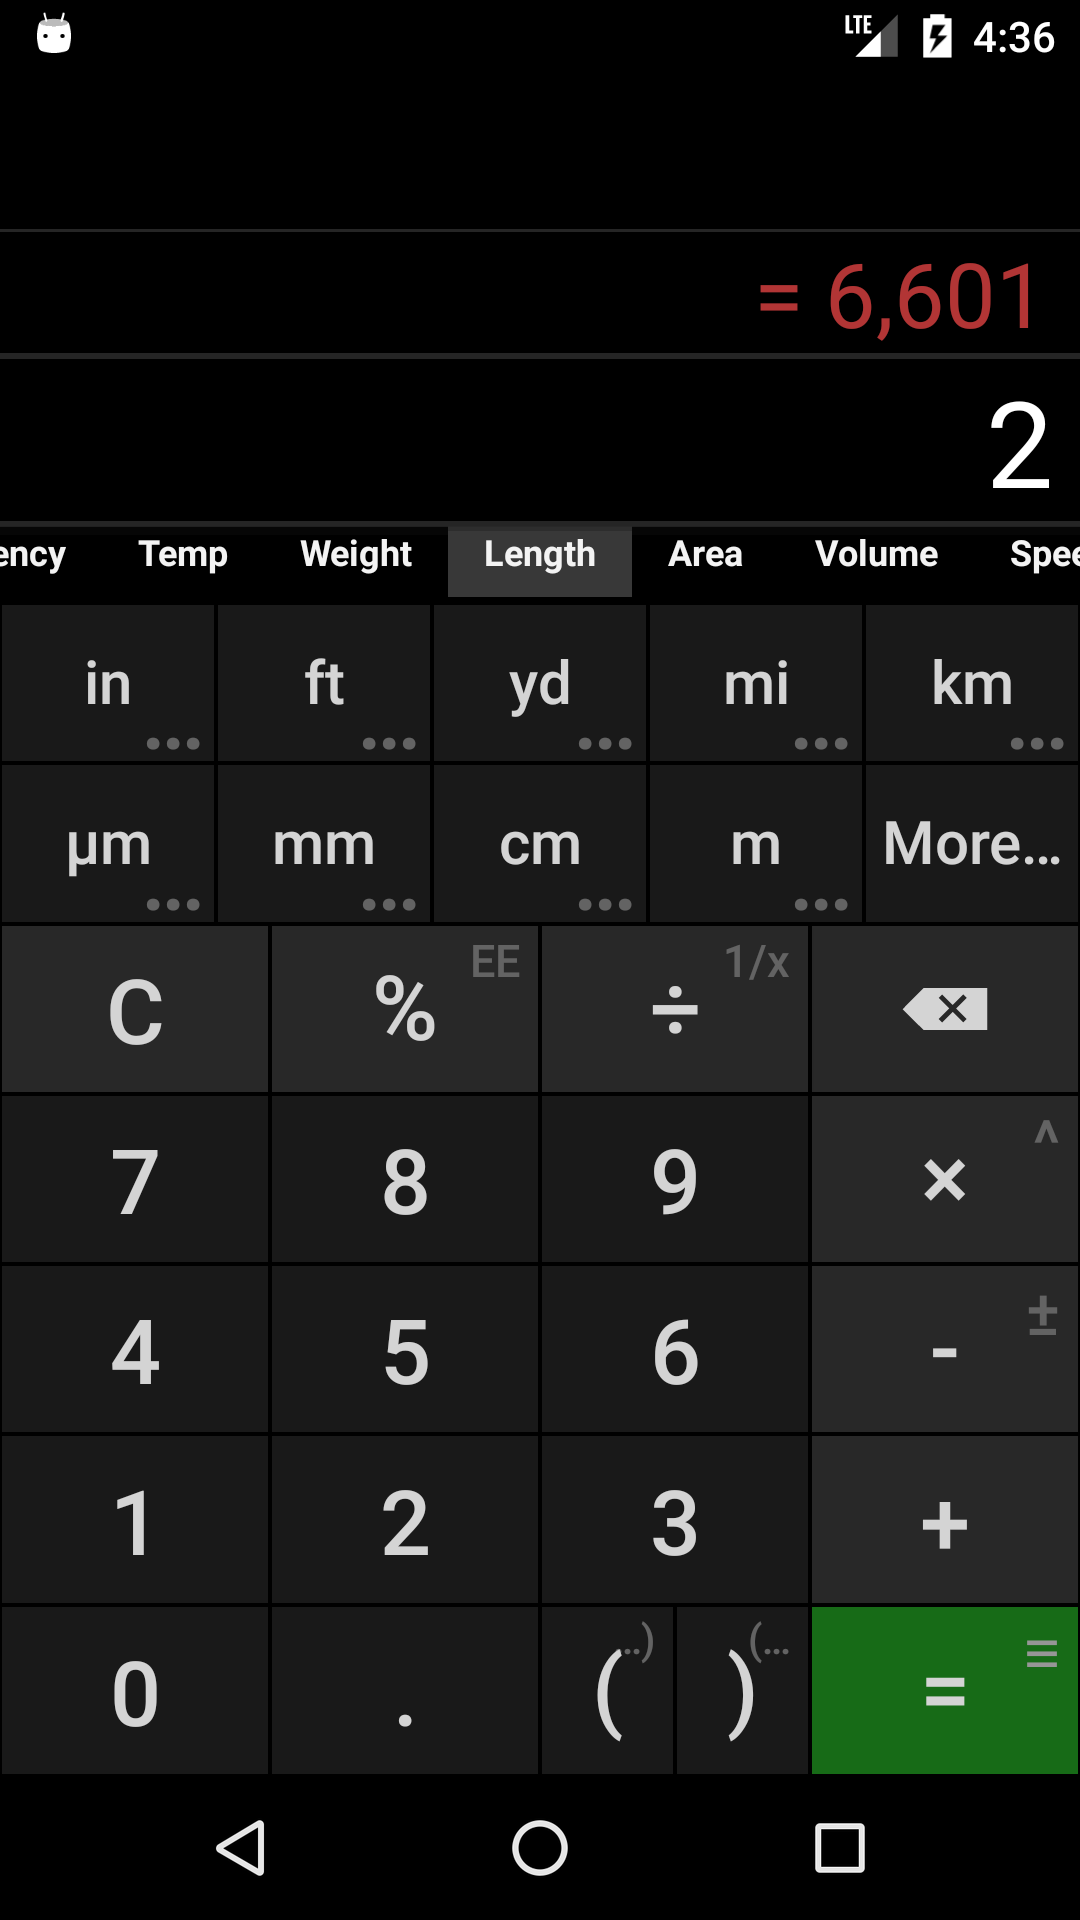 LTE 4:36
= 6,601
2
ency Temp Weight Length Area Volume Spee
in ft yd mi km
µm mm cm m More...
C % EE ÷ 1/x
7 8 9 × ^
4 5 6 - ±
1 2 3 +
0 . ( ..) ) (... =